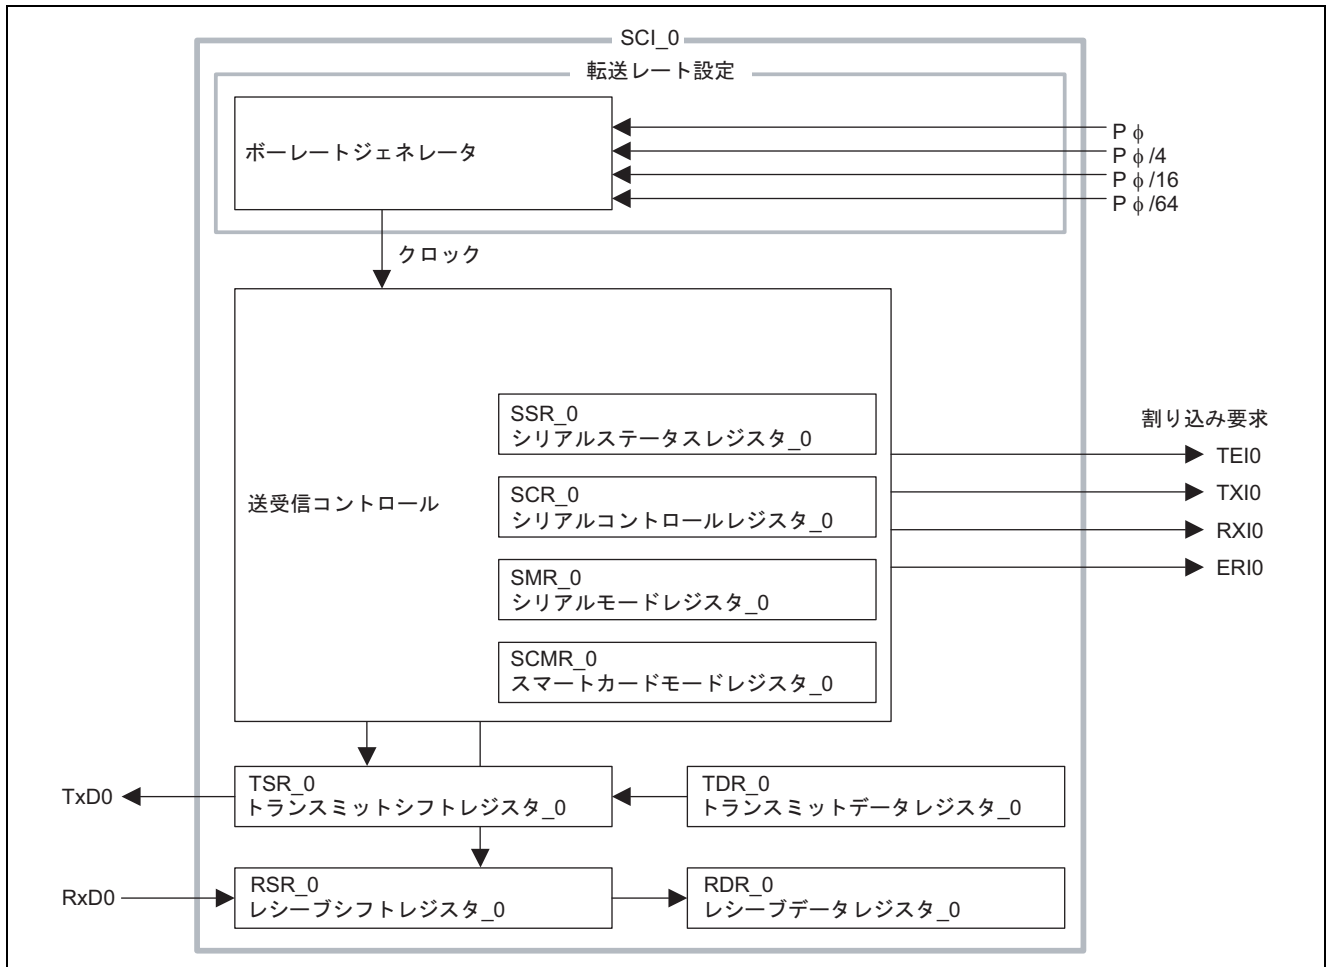 SCI_0
転送レート設定
ボーレートジェネレータ
Pφ
Pφ/4
Pφ/16
Pφ/64
クロック
送受信コントロール
SSR_0
シリアルステータスレジスタ_0
SCR_0
シリアルコントロールレジスタ_0
SMR_0
シリアルモードレジスタ_0
SCMR_0
スマートカードモードレジスタ_0
割り込み要求
TEI0
TXI0
RXI0
ERI0
TxD0
TSR_0
トランスミットシフトレジスタ_0
TDR_0
トランスミットデータレジスタ_0
RxD0
RSR_0
レシーブシフトレジスタ_0
RDR_0
レシーブデータレジスタ_0